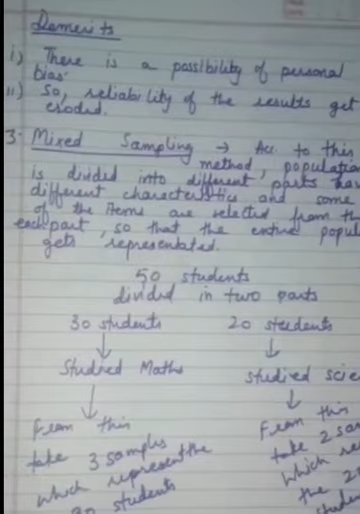 Demerits
i) There is a possibility of personal
bias.
ii) So, reliability of the results get
eroded.
3. Mixed Sampling → Acc. to this
method, population
is divided into different parts hav
different characteristics and some
of the items are selected from th
each part, so that the entire popul
gets represented.
50 students
divided in two parts
30 students 20 students
↓ ↓
Studied Maths studied scie
↓ ↓
From this From this
take 3 samples take 2 sam
which represent the which re
students the 2
stude